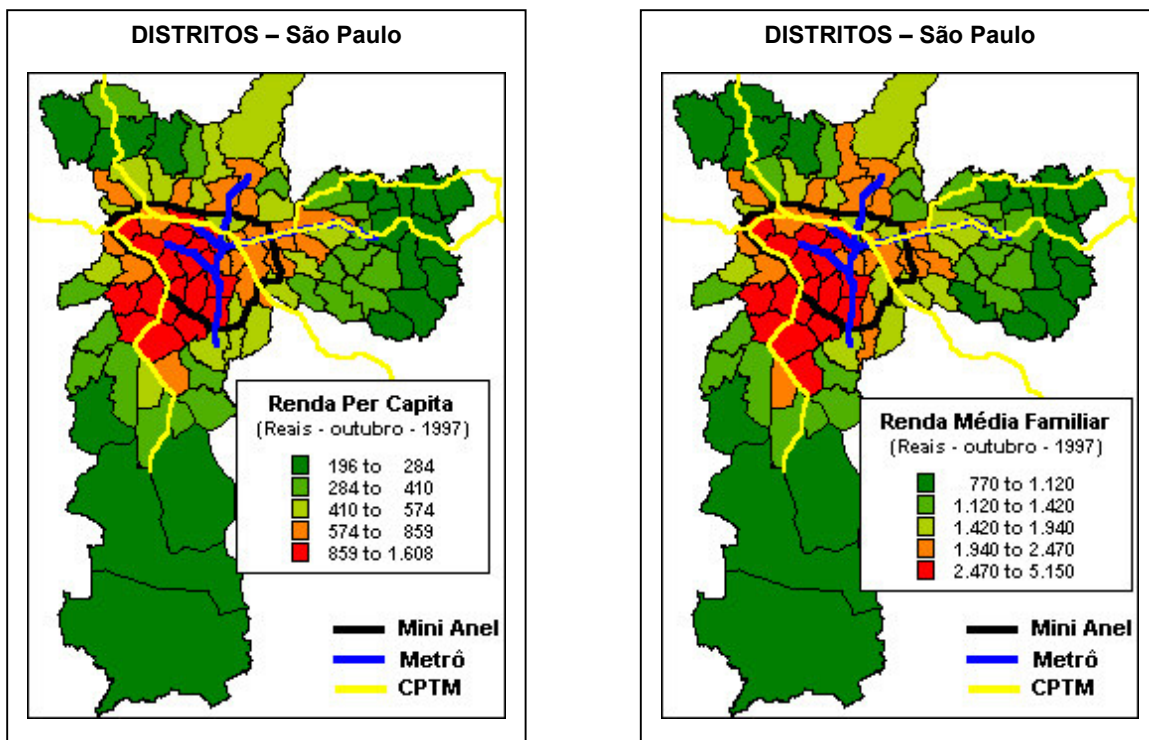 DISTRITOS – São Paulo
Renda Per Capita
(Reais - outubro - 1997)
196 to 284
284 to 410
410 to 574
574 to 859
859 to 1.608
Mini Anel
Metrô
CPTM
DISTRITOS – São Paulo
Renda Média Familiar
(Reais - outubro - 1997)
770 to 1.120
1.120 to 1.420
1.420 to 1.940
1.940 to 2.470
2.470 to 5.150
Mini Anel
Metrô
CPTM